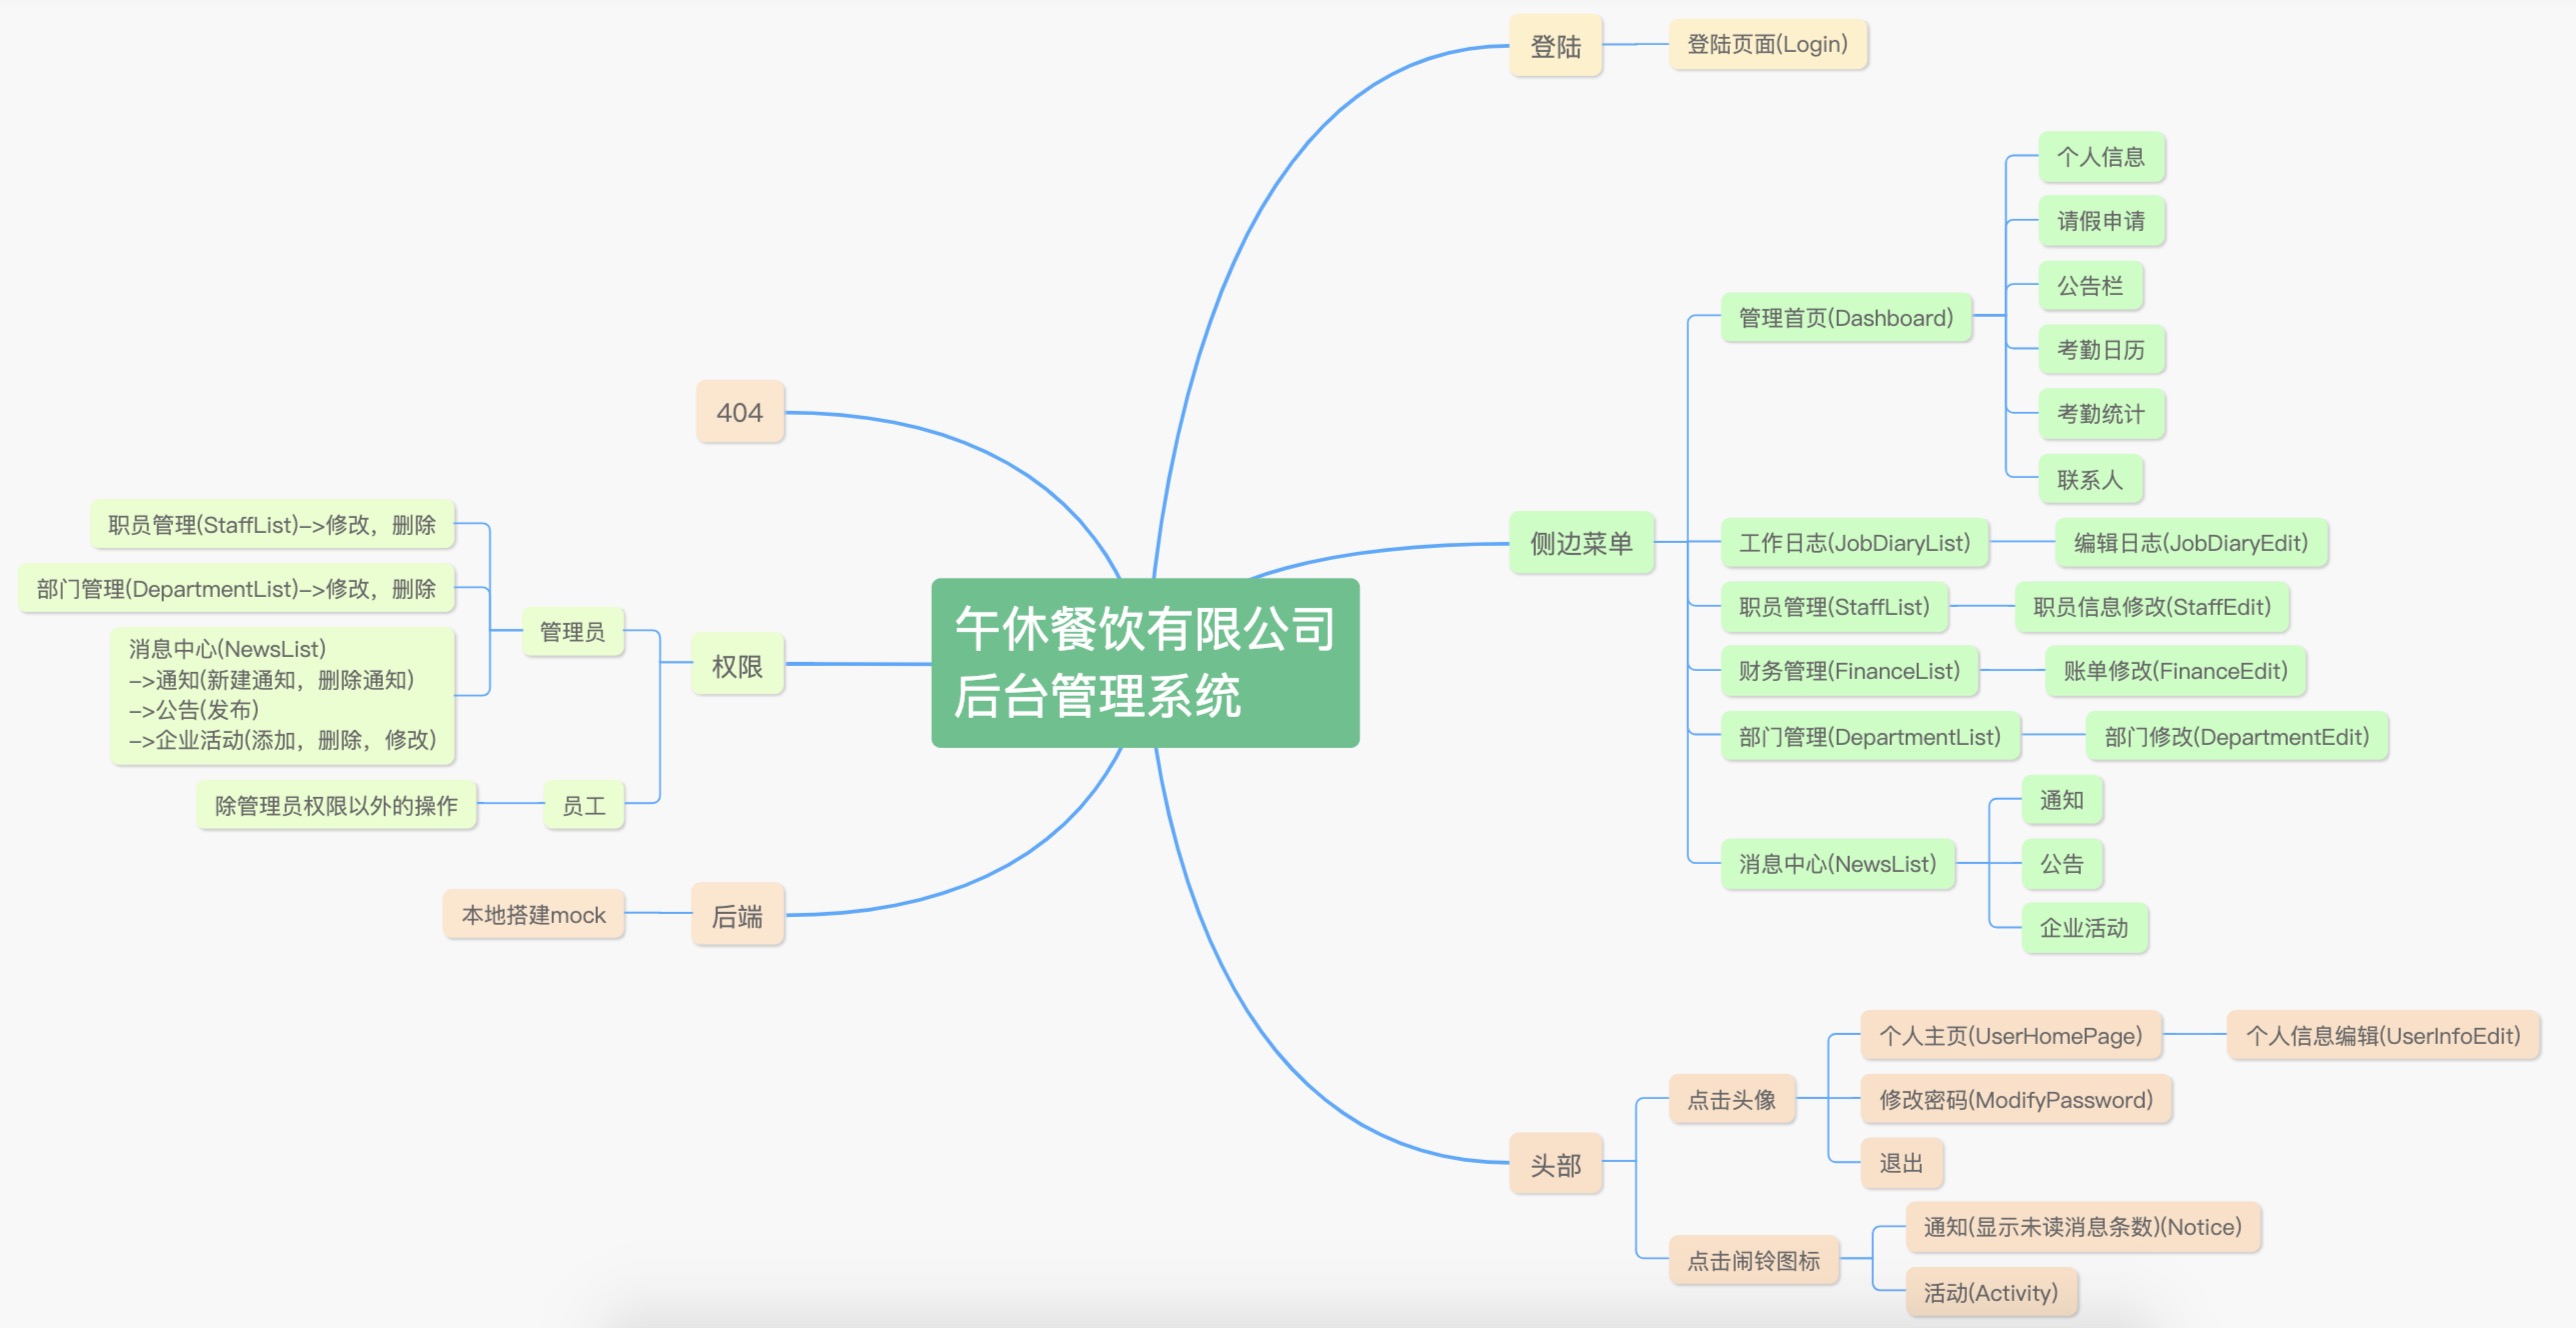 午休餐饮有限公司
后台管理系统
登陆
登陆页面(Login)
侧边菜单
管理首页(Dashboard)
个人信息
请假申请
公告栏
考勤日历
考勤统计
联系人
工作日志(JobDiaryList)
编辑日志(JobDiaryEdit)
职员管理(StaffList)
职员信息修改(StaffEdit)
财务管理(FinanceList)
账单修改(FinanceEdit)
部门管理(DepartmentList)
部门修改(DepartmentEdit)
消息中心(NewsList)
通知
公告
企业活动
头部
点击头像
个人主页(UserHomePage)
个人信息编辑(UserInfoEdit)
修改密码(ModifyPassword)
退出
点击闹铃图标
通知(显示未读消息条数)(Notice)
活动(Activity)
404
权限
管理员
职员管理(StaffList)–>修改，删除
部门管理(DepartmentList)–>修改，删除
消息中心(NewsList)
–>通知(新建通知，删除通知)
–>公告(发布)
–>企业活动(添加，删除，修改)
员工
除管理员权限以外的操作
后端
本地搭建mock